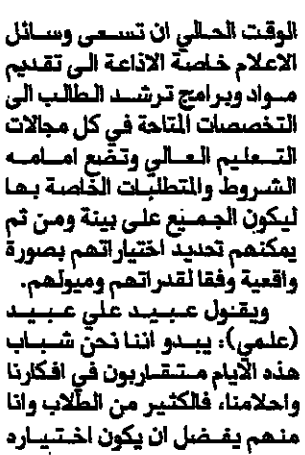 الوقت الحالي ان تسعى وسائل
الاعلام خاصة الاذاعة الى تقديم
مواد وبرامج ترشد الطالب الى
التخصصات المتاحة في كل مجالات
التعليم العالي وتضع امامه
الشروط والمتطلبات الخاصة بها
ليكون الجميع على بينة ومن ثم
يمكنهم تحديد اختياراتهم بصورة
واقعية وفقا لقدراتهم وميولهم.
ويقول عبيد علي عبيد
(علمي): يبدو اننا نحن شباب
هذه الايام متقاربون في افكارنا
واحلامنا، فالكثير من الطلاب وانا
منهم يفضل ان يكون اختياره